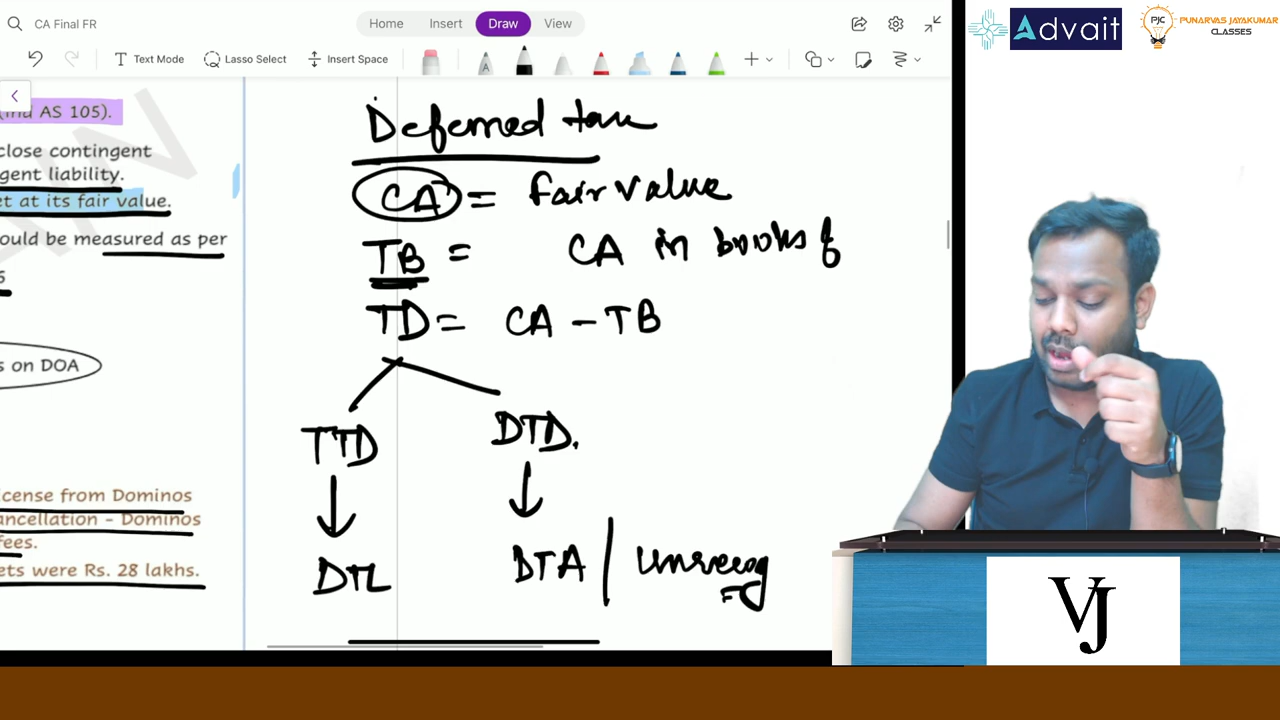 CA Final FR
Home Insert Draw View
Text Mode Lasso Select Insert Space
Advait
PJC
PUNARVAS JAYAKUMAR
CLASSES
(Ind AS 105).
close contingent
gent liability.
et at its fair value.
ould be measured as per
s on DOA
icense from Dominos
ancellation – Dominos
fees.
ets were Rs. 28 lakhs.
Deferred tax
CA = Fair value
TB = CA in books of
TD = CA – TB
TTD DTD.
DTL DTA
VJ